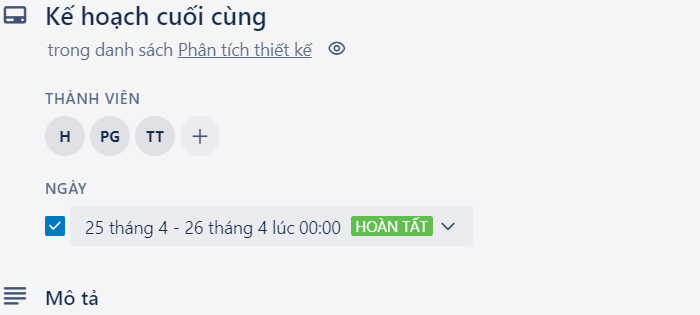 Kế hoạch cuối cùng
trong danh sách Phân tích thiết kế
THÀNH VIÊN
H PG TT
NGÀY
25 tháng 4 - 26 tháng 4 lúc 00:00 HOÀN TẤT
Mô tả